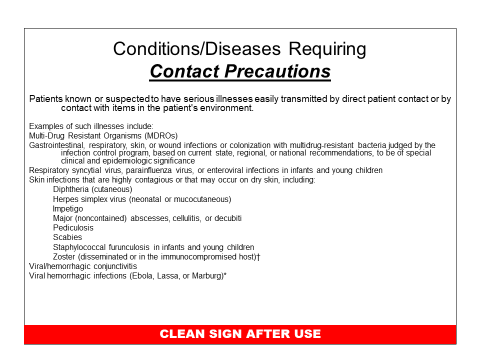 Conditions/Diseases Requiring
Contact Precautions
Patients known or suspected to have serious illnesses easily transmitted by direct patient contact or by
contact with items in the patient's environment.
Examples of such illnesses include:
Multi-Drug Resistant Organisms (MDROs)
Gastrointestinal, respiratory, skin, or wound infections or colonization with multidrug-resistant bacteria judged by the
infection control program, based on current state, regional, or national recommendations, to be of special
clinical and epidemiologic significance
Respiratory syncytial virus, parainfluenza virus, or enteroviral infections in infants and young children
Skin infections that are highly contagious or that may occur on dry skin, including:
Diphtheria (cutaneous)
Herpes simplex virus (neonatal or mucocutaneous)
Impetigo
Major (noncontained) abscesses, cellulitis, or decubiti
Pediculosis
Scabies
Staphylococcal furunculosis in infants and young children
Zoster (disseminated or in the immunocompromised host)†
Viral/hemorrhagic conjunctivitis
Viral hemorrhagic infections (Ebola, Lassa, or Marburg)*
CLEAN SIGN AFTER USE